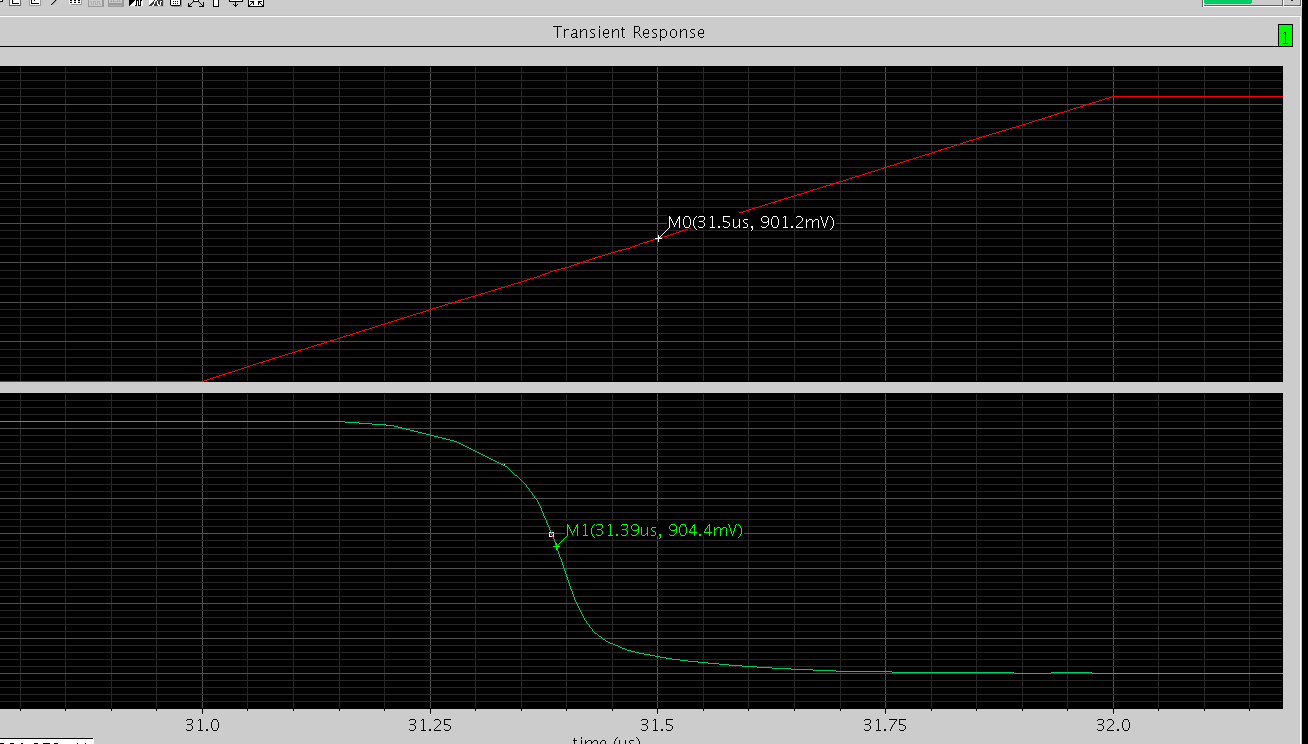 Transient Response
1
M0(31.5us, 901.2mV)
M1(31.39us, 904.4mV)
31.0 31.25 31.5 31.75 32.0
time (us)